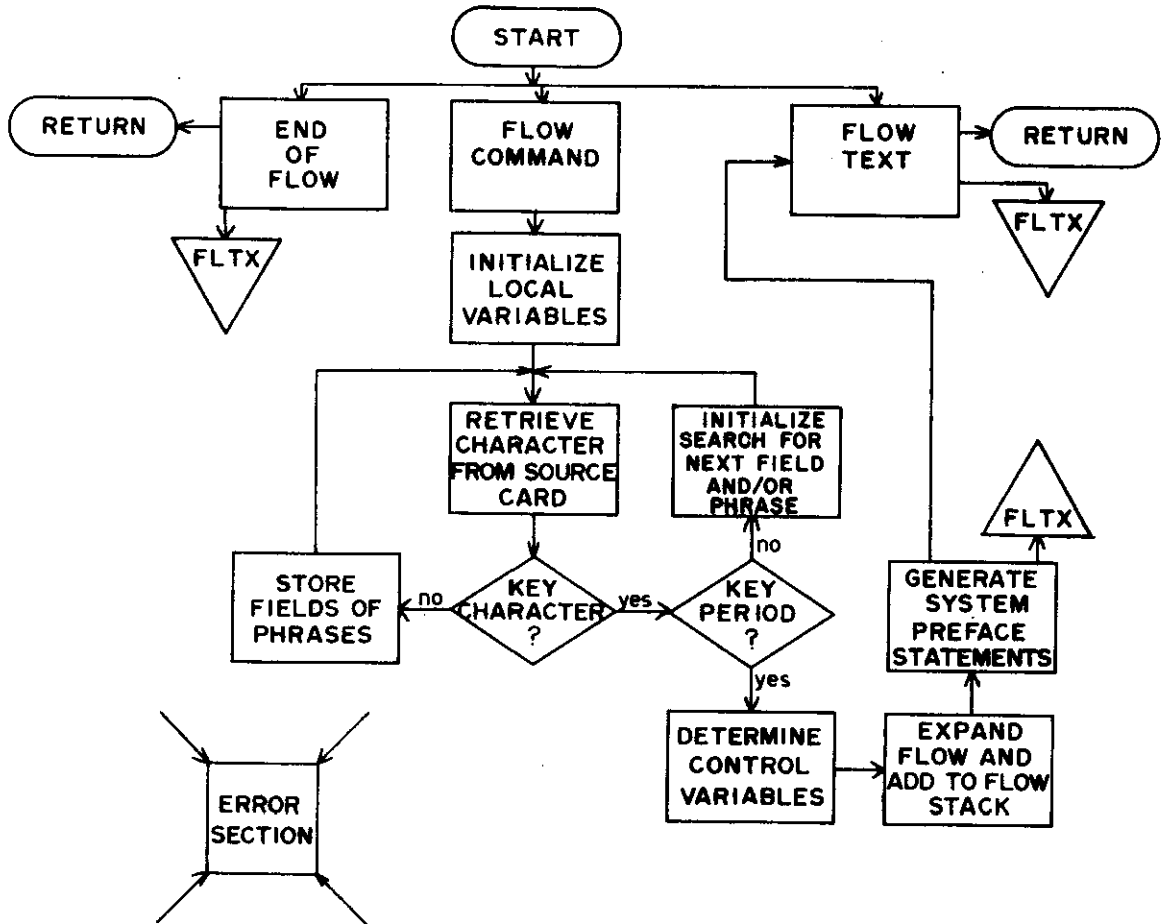 START
RETURN
END
OF
FLOW
FLOW
COMMAND
FLOW
TEXT
RETURN
FLTX
FLTX
INITIALIZE
LOCAL
VARIABLES
RETRIEVE
CHARACTER
FROM SOURCE
CARD
INITIALIZE
SEARCH FOR
NEXT FIELD
AND/OR
PHRASE
FLTX
no
STORE
FIELDS OF
PHRASES
no
KEY
CHARACTER
?
yes
KEY
PERIOD
?
yes
GENERATE
SYSTEM
PREFACE
STATEMENTS
DETERMINE
CONTROL
VARIABLES
EXPAND
FLOW AND
ADD TO FLOW
STACK
ERROR
SECTION